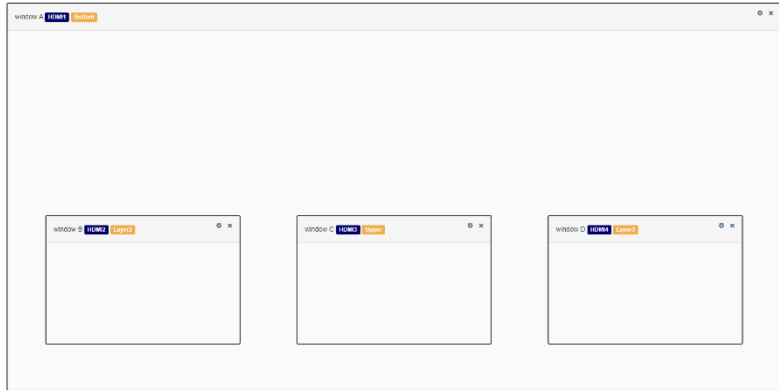 window A HDMI1 Bottom
window B HDMI2 Layer2
window C HDMI3 Upper
window D HDMI4 Layer3